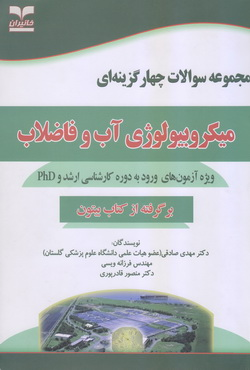 خانیران
مجموعه سوالات چهارگزینه‌ای
میکروبیولوژی آب و فاضلاب
ویژه آزمون‌های ورود به دوره کارشناسی ارشد و PhD
برگرفته از کتاب بیتون
نویسندگان:
دکتر مهدی صادقی(عضو هیات علمی دانشگاه علوم پزشکی گلستان)
مهندس فرزانه ویسی
دکتر منصور قادرپوری